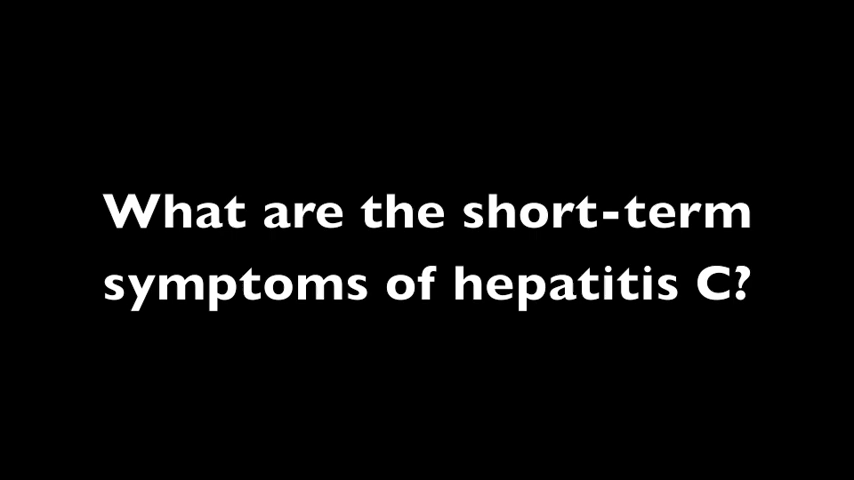 What are the short-term
symptoms of hepatitis C?